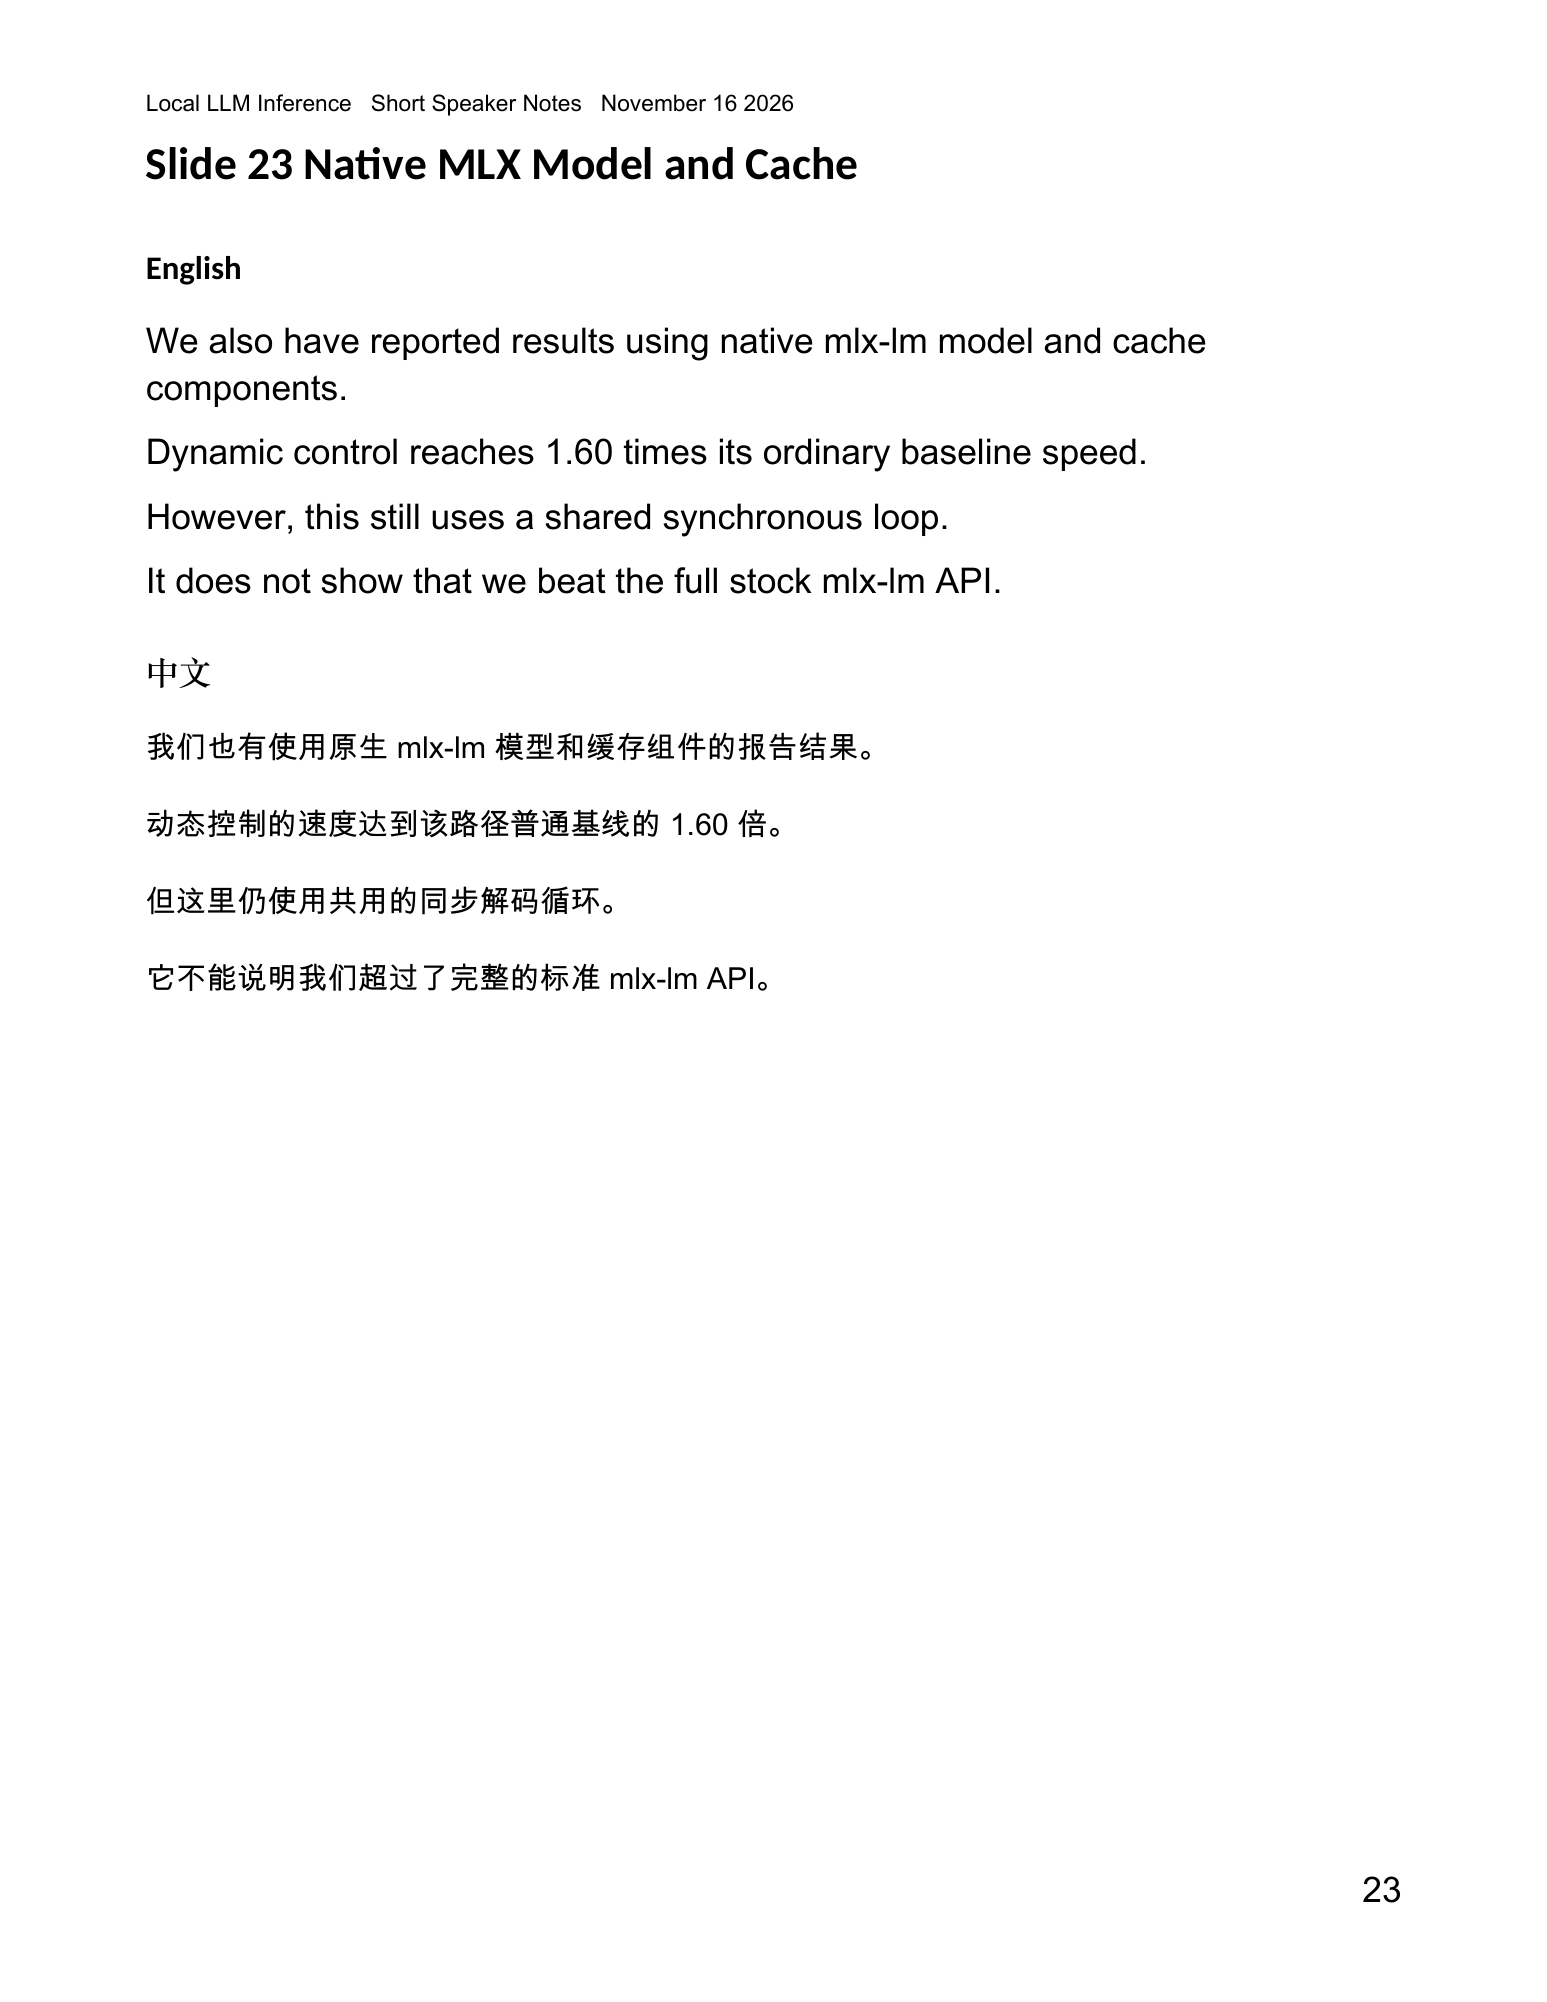 Local LLM Inference   Short Speaker Notes   November 16 2026
Slide 23 Native MLX Model and Cache
English
We also have reported results using native mlx-lm model and cache
components.
Dynamic control reaches 1.60 times its ordinary baseline speed.
However, this still uses a shared synchronous loop.
It does not show that we beat the full stock mlx-lm API.
中文
我们也有使用原生 mlx-lm 模型和缓存组件的报告结果。
动态控制的速度达到该路径普通基线的 1.60 倍。
但这里仍使用共用的同步解码循环。
它不能说明我们超过了完整的标准 mlx-lm API。
23